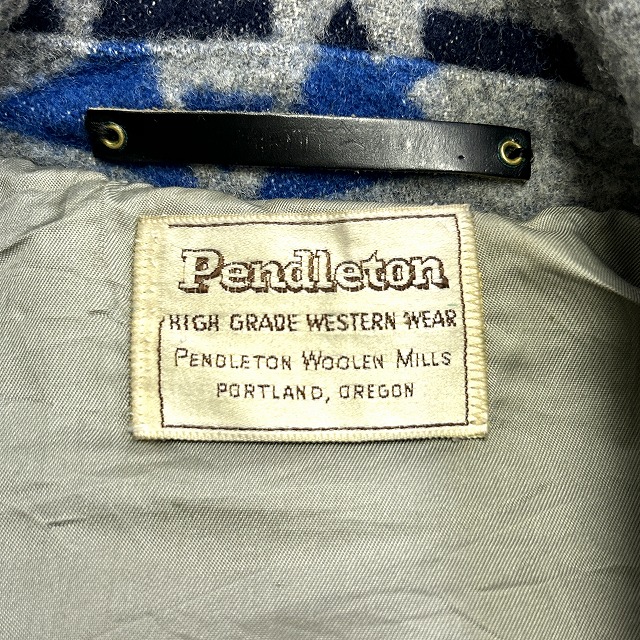 Pendleton
HIGH GRADE WESTERN WEAR
PENDLETON WOOLEN MILLS
PORTLAND, OREGON